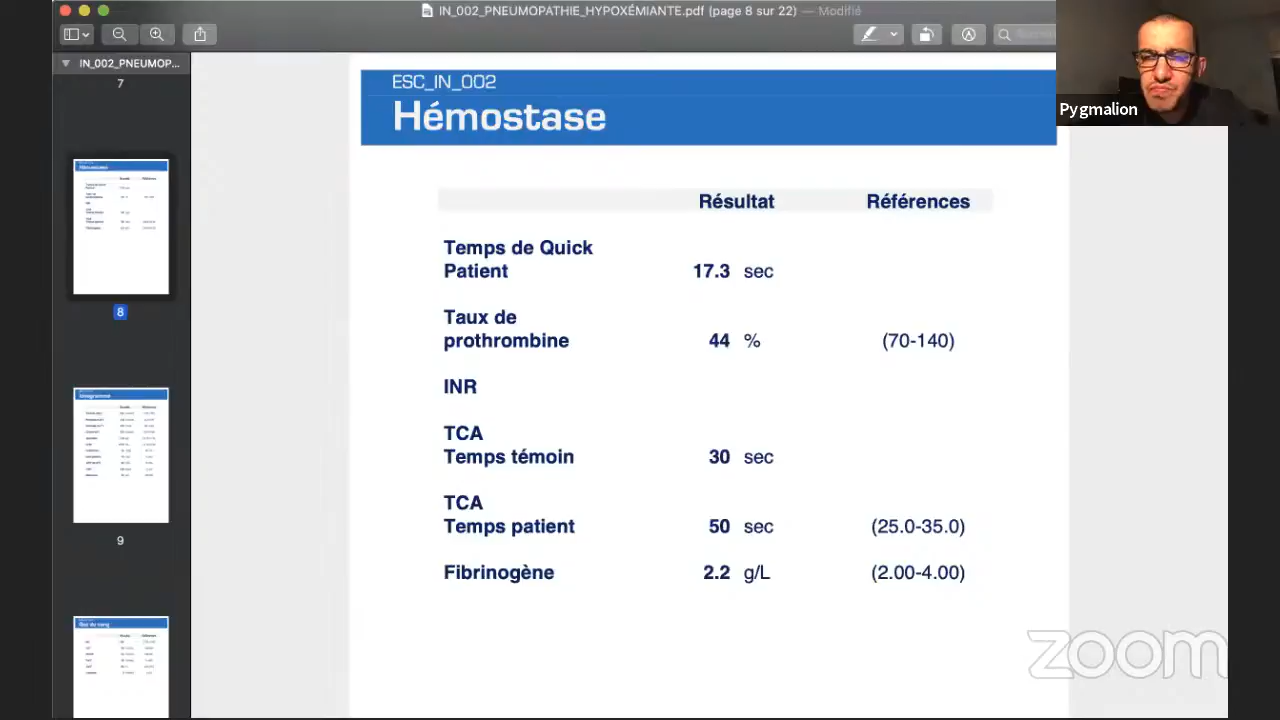 IN_002_PNEUMOPATHIE_HYPOXÉMIANTE.pdf (page 8 sur 22) — Modifié
IN_002_PNEUMOP...
7
8
9
ESC_IN_002
Hémostase
Résultat Références
Temps de Quick
Patient 17.3 sec
Taux de
prothrombine 44 % (70-140)
INR
TCA
Temps témoin 30 sec
TCA
Temps patient 50 sec (25.0-35.0)
Fibrinogène 2.2 g/L (2.00-4.00)
Pygmalion
zoom